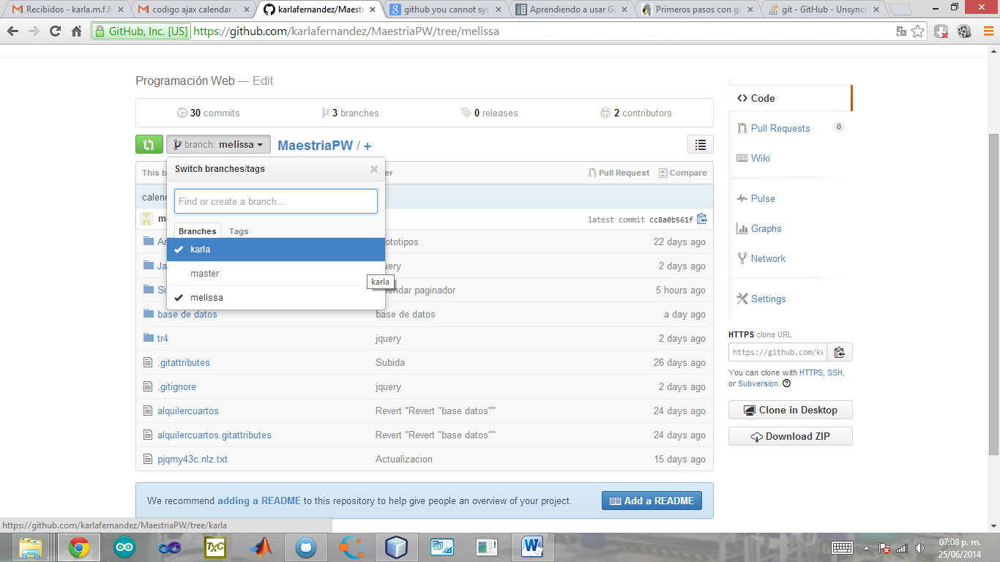 Recibidos - karla.m.f.f
codigo ajax calendar -
karlafernandez/Maestr
github you cannot syr
Aprendiendo a usar Gi
Primeros pasos con gi
git - GitHub - Unsynch
GitHub, Inc. [US] https://github.com/karlafernandez/MaestriaPW/tree/melissa
Programación Web — Edit
30 commits
3 branches
0 releases
2 contributors
branch: melissa
MaestriaPW / +
Switch branches/tags
Find or create a branch...
Branches
Tags
karla
master
karla
melissa
This b
er
Pull Request
Compare
calend
me
latest commit cc8a0b561f
ototipos
22 days ago
Ja
uery
2 days ago
endar paginador
5 hours ago
base de datos
base de datos
a day ago
tr4
jquery
2 days ago
.gitattributes
Subida
26 days ago
.gitignore
jquery
2 days ago
alquilercuartos
Revert "Revert "base datos""
24 days ago
alquilercuartos.gitattributes
Revert "Revert "base datos""
24 days ago
pjqmy43c.nlz.txt
Actualizacion
15 days ago
We recommend adding a README to this repository to help give people an overview of your project.
Add a README
Code
Pull Requests
0
Wiki
Pulse
Graphs
Network
Settings
HTTPS clone URL
https://github.com/ka
You can clone with HTTPS, SSH,
or Subversion.
Clone in Desktop
Download ZIP
https://github.com/karlafernandez/MaestriaPW/tree/karla
TXC
07:08 p. m.
25/06/2014